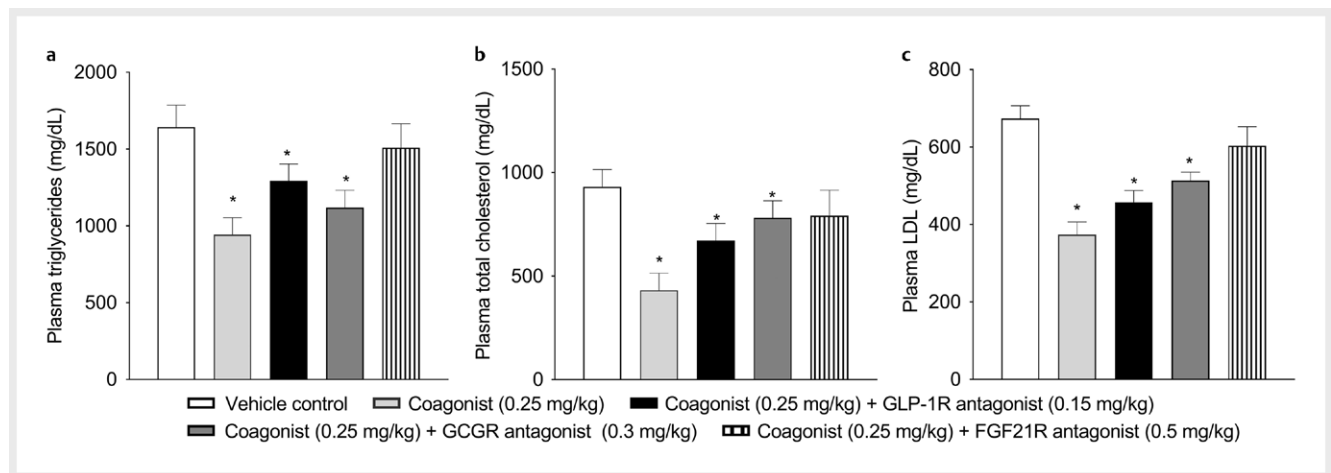 a
Plasma triglycerides (mg/dL)
2000
1500
1000
500
0
*
*
*
b
Plasma total cholesterol (mg/dL)
1500
1000
500
0
*
*
*
c
Plasma LDL (mg/dL)
800
600
400
200
0
*
*
*
Vehicle control Coagonist (0.25 mg/kg) Coagonist (0.25 mg/kg) + GLP-1R antagonist (0.15 mg/kg)
Coagonist (0.25 mg/kg) + GCGR antagonist (0.3 mg/kg) Coagonist (0.25 mg/kg) + FGF21R antagonist (0.5 mg/kg)